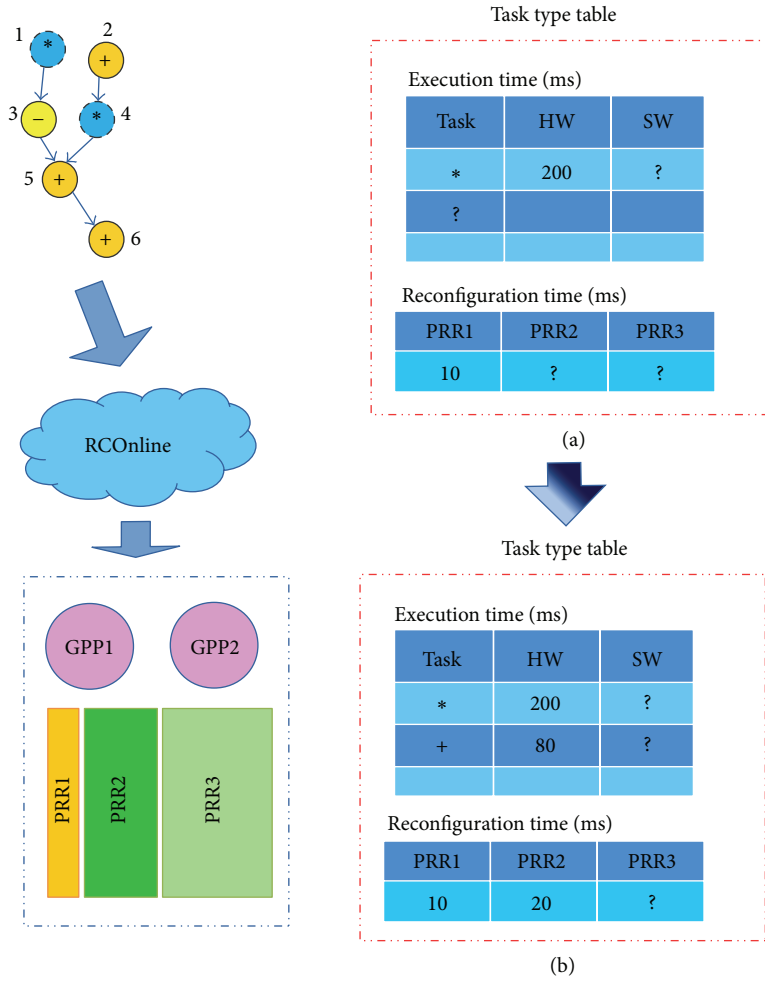 1
*
2
+
3
−
*
4
5
+
+
6
RCOnline
GPP1
GPP2
PRR1
PRR2
PRR3
Task type table
Execution time (ms)
Task HW SW
* 200 ?
?
Reconfiguration time (ms)
PRR1 PRR2 PRR3
10 ? ?
(a)
Task type table
Execution time (ms)
Task HW SW
* 200 ?
+ 80 ?
Reconfiguration time (ms)
PRR1 PRR2 PRR3
10 20 ?
(b)